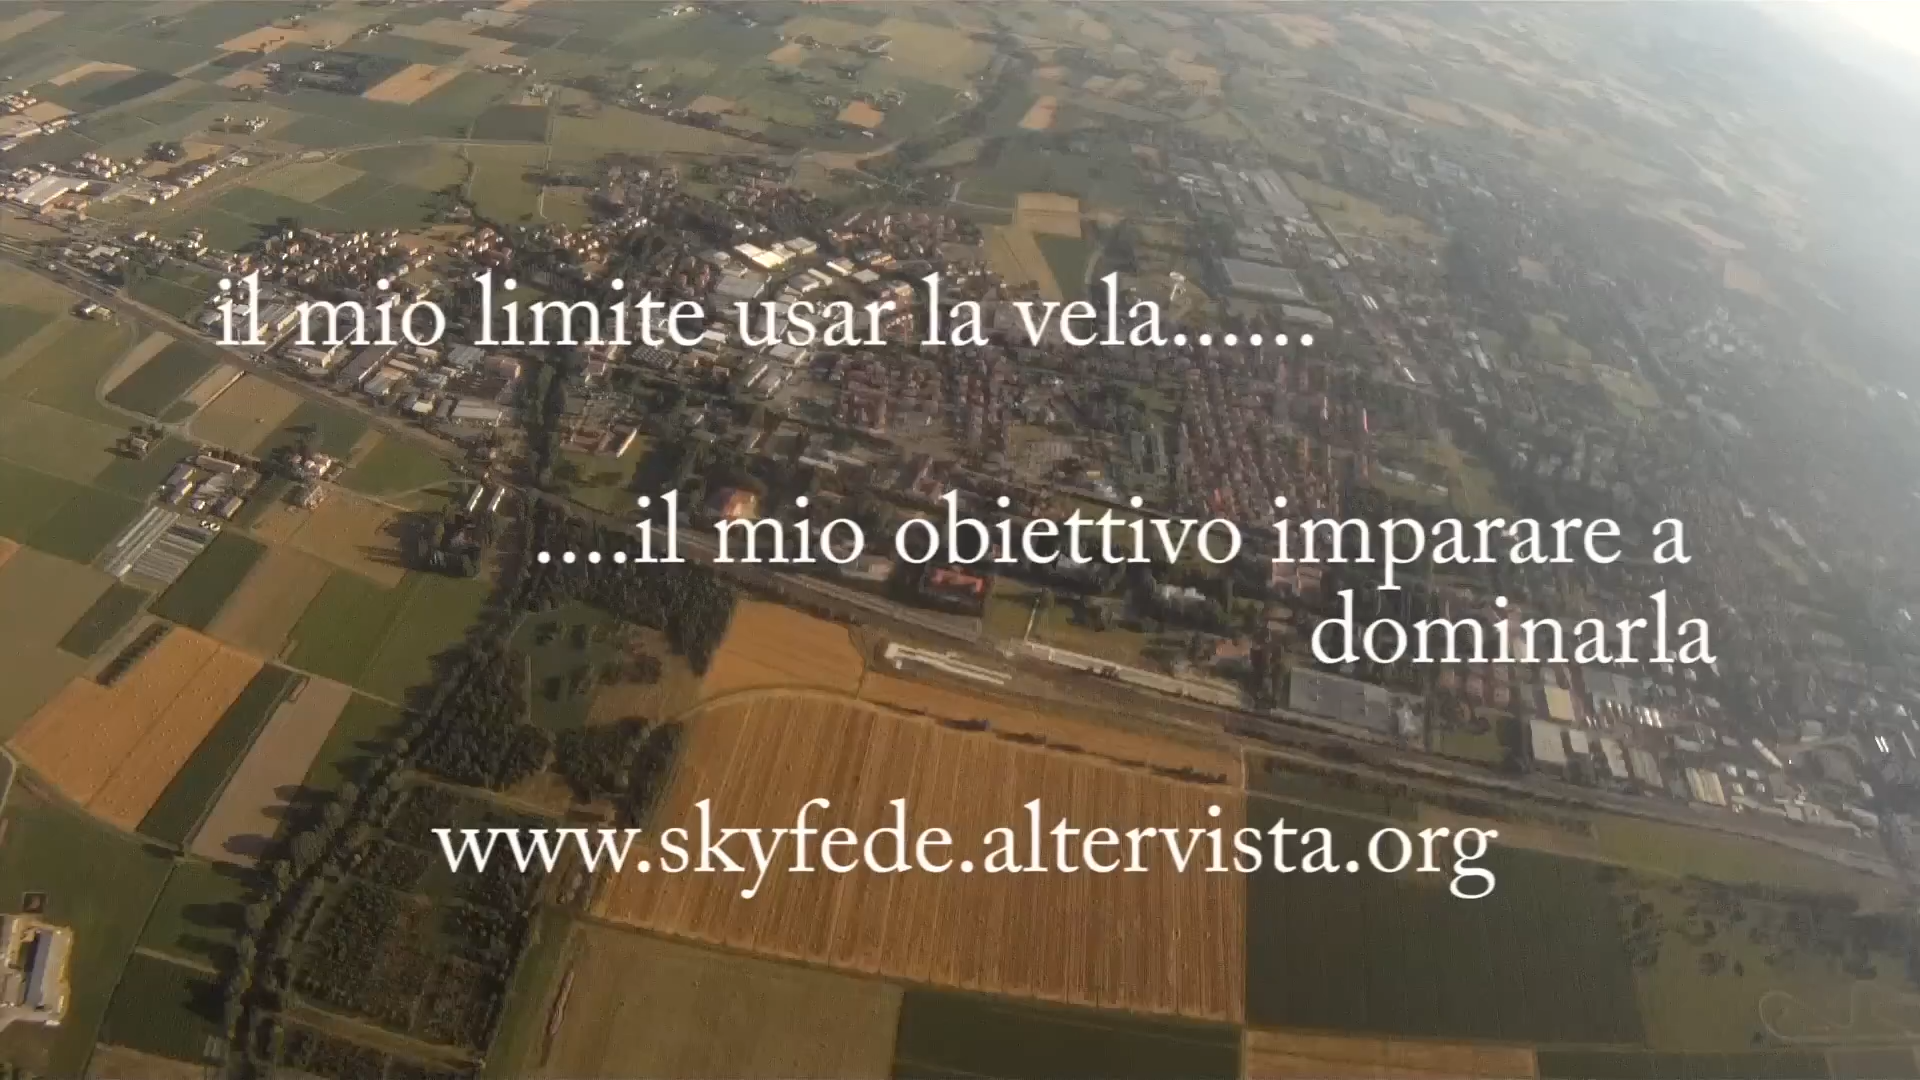 il mio limite usar la vela......
....il mio obiettivo imparare a
dominarla
www.skyfede.altervista.org